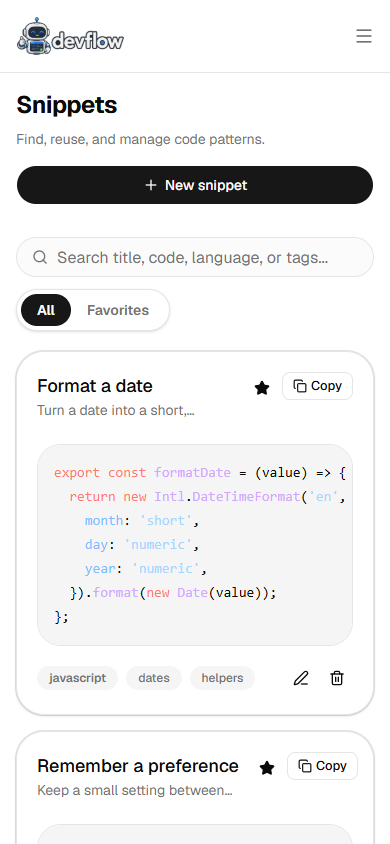 devflow
Snippets
Find, reuse, and manage code patterns.
+ New snippet
Search title, code, language, or tags...
All Favorites
Format a date
Copy
Turn a date into a short,...
export const formatDate = (value) => {
  return new Intl.DateTimeFormat('en',
    month: 'short',
    day: 'numeric',
    year: 'numeric',
  }).format(new Date(value));
};
javascript dates helpers
Remember a preference
Copy
Keep a small setting between...